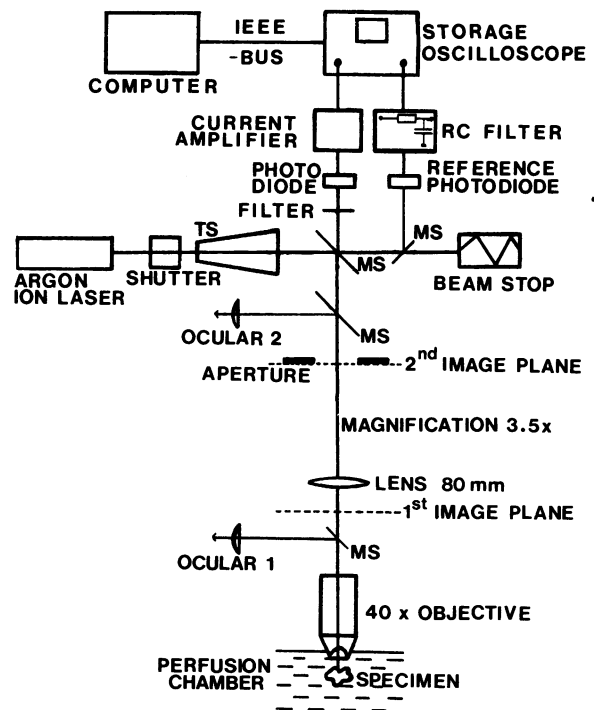 IEEE
-BUS
COMPUTER
STORAGE
OSCILLOSCOPE
CURRENT
AMPLIFIER
RC FILTER
PHOTO
DIODE
REFERENCE
PHOTODIODE
FILTER
TS
MS
MS
ARGON
ION LASER
SHUTTER
BEAM STOP
OCULAR 2
MS
APERTURE
2nd IMAGE PLANE
MAGNIFICATION 3.5x
LENS 80mm
1st IMAGE PLANE
OCULAR 1
MS
40 x OBJECTIVE
PERFUSION
CHAMBER
SPECIMEN